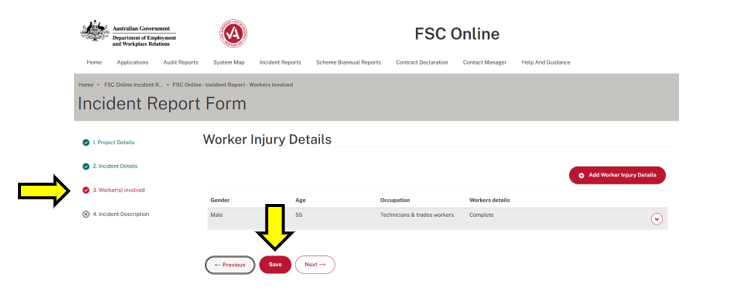 Australian Government
Department of Employment
and Workplace Relations
FSC Online
Home Applications Audit Reports System Map Incident Reports Scheme Biannual Reports Contract Declaration Contact Manager Help And Guidance
Home > FSC Online Incident R... > FSC Online - Incident Report - Workers Involved
Incident Report Form
1. Project Details
2. Incident Details
3. Worker(s) involved
4. Incident Description
Worker Injury Details
Add Worker Injury Details
Gender Age Occupation Workers details
Male 55 Technicians & trades workers Complete
← Previous Save Next →